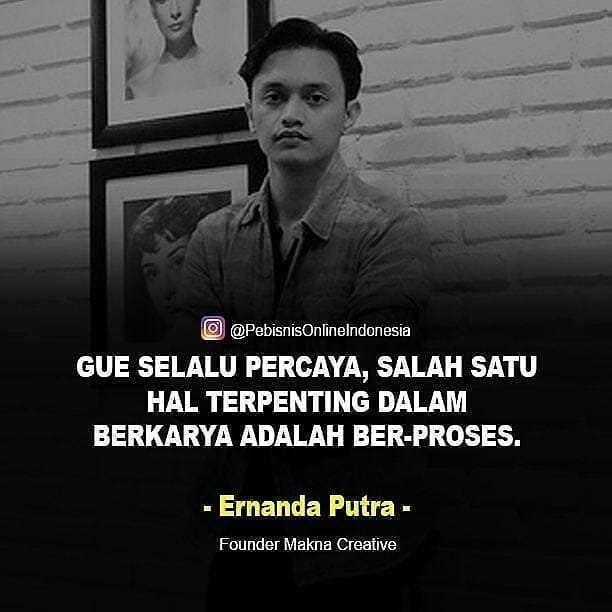 @PebisnisOnlineIndonesia
GUE SELALU PERCAYA, SALAH SATU
HAL TERPENTING DALAM
BERKARYA ADALAH BER-PROSES.
- Ernanda Putra -
Founder Makna Creative